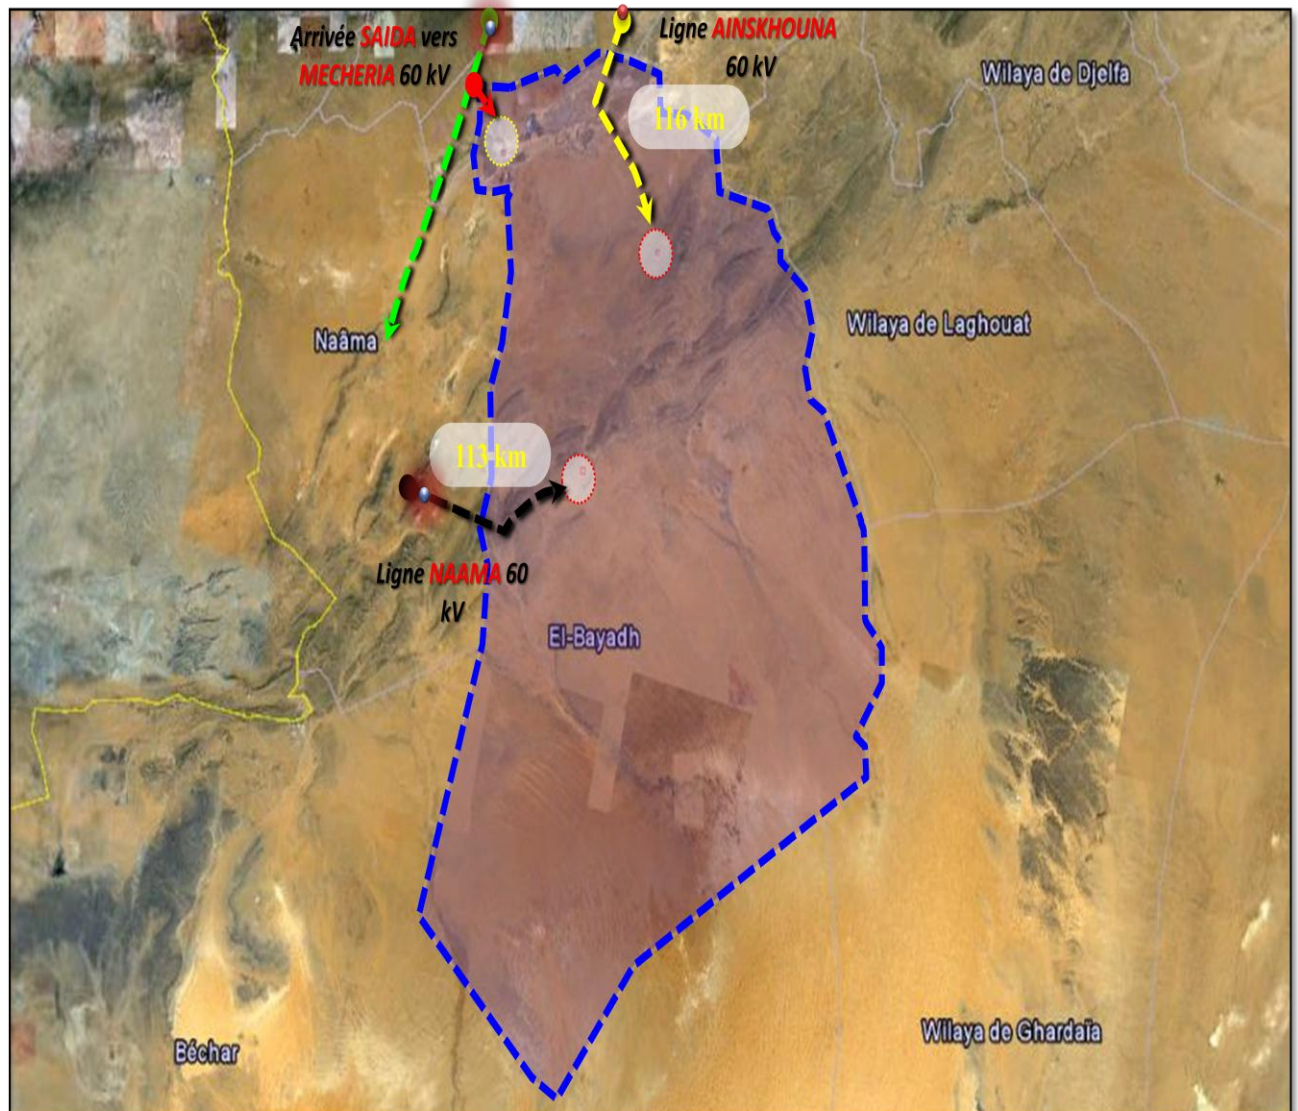 Arrivée SAIDA vers
MECHERIA 60 kV
Ligne AINSKHOUNA
60 kV
Wilaya de Djelfa
116 km
Naâma
Wilaya de Laghouat
113 km
Ligne NAAMA 60
kV
El-Bayadh
Béchar
Wilaya de Ghardaïa